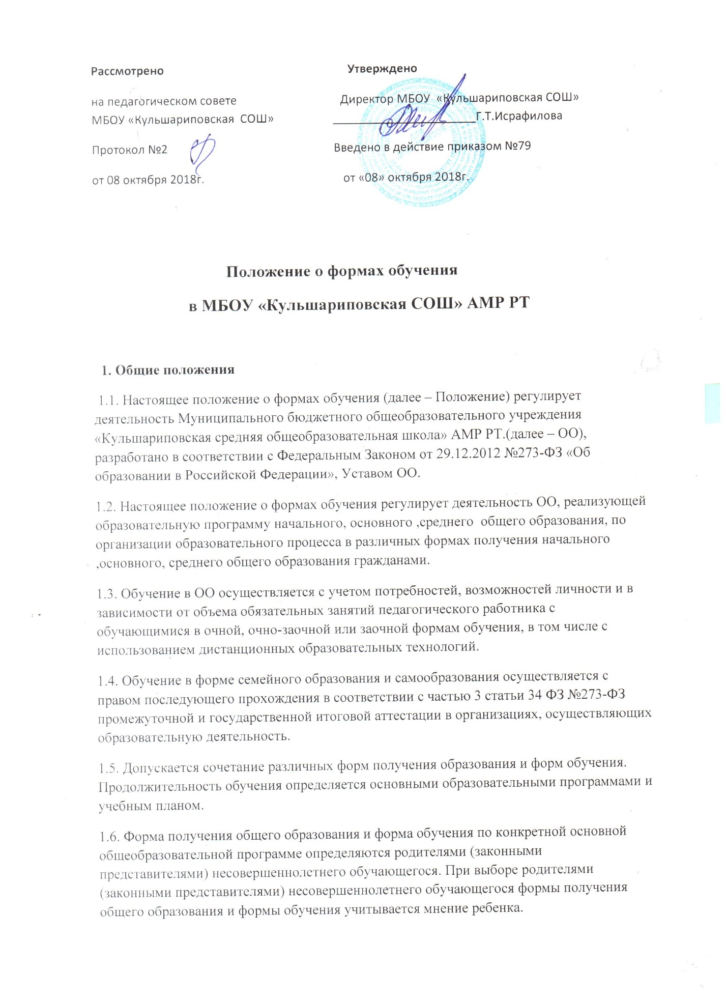 Рассмотрено
Утверждено
на педагогическом совете
Директор МБОУ «Кульшариповская СОШ»
МБОУ «Кульшариповская СОШ»
____________________Г.Т.Исрафилова
Протокол №2
Введено в действие приказом №79
от 08 октября 2018г.
от «08» октября 2018г.
Положение о формах обучения
в МБОУ «Кульшариповская СОШ» АМР РТ
1. Общие положения
1.1. Настоящее положение о формах обучения (далее – Положение) регулирует
деятельность Муниципального бюджетного общеобразовательного учреждения
«Кульшариповская средняя общеобразовательная школа» АМР РТ.(далее – ОО),
разработано в соответствии с Федеральным Законом от 29.12.2012 №273-ФЗ «Об
образовании в Российской Федерации», Уставом ОО.
1.2. Настоящее положение о формах обучения регулирует деятельность ОО, реализующей
образовательную программу начального, основного ,среднего общего образования, по
организации образовательного процесса в различных формах получения начального
,основного, среднего общего образования гражданами.
1.3. Обучение в ОО осуществляется с учетом потребностей, возможностей личности и в
зависимости от объема обязательных занятий педагогического работника с
обучающимися в очной, очно-заочной или заочной формам обучения, в том числе с
использованием дистанционных образовательных технологий.
1.4. Обучение в форме семейного образования и самообразования осуществляется с
правом последующего прохождения в соответствии с частью 3 статьи 34 ФЗ №273-ФЗ
промежуточной и государственной итоговой аттестации в организациях, осуществляющих
образовательную деятельность.
1.5. Допускается сочетание различных форм получения образования и форм обучения.
Продолжительность обучения определяется основными образовательными программами и
учебным планом.
1.6. Форма получения общего образования и форма обучения по конкретной основной
общеобразовательной программе определяются родителями (законными
представителями) несовершеннолетнего обучающегося. При выборе родителями
(законными представителями) несовершеннолетнего обучающегося формы получения
общего образования и формы обучения учитывается мнение ребенка.